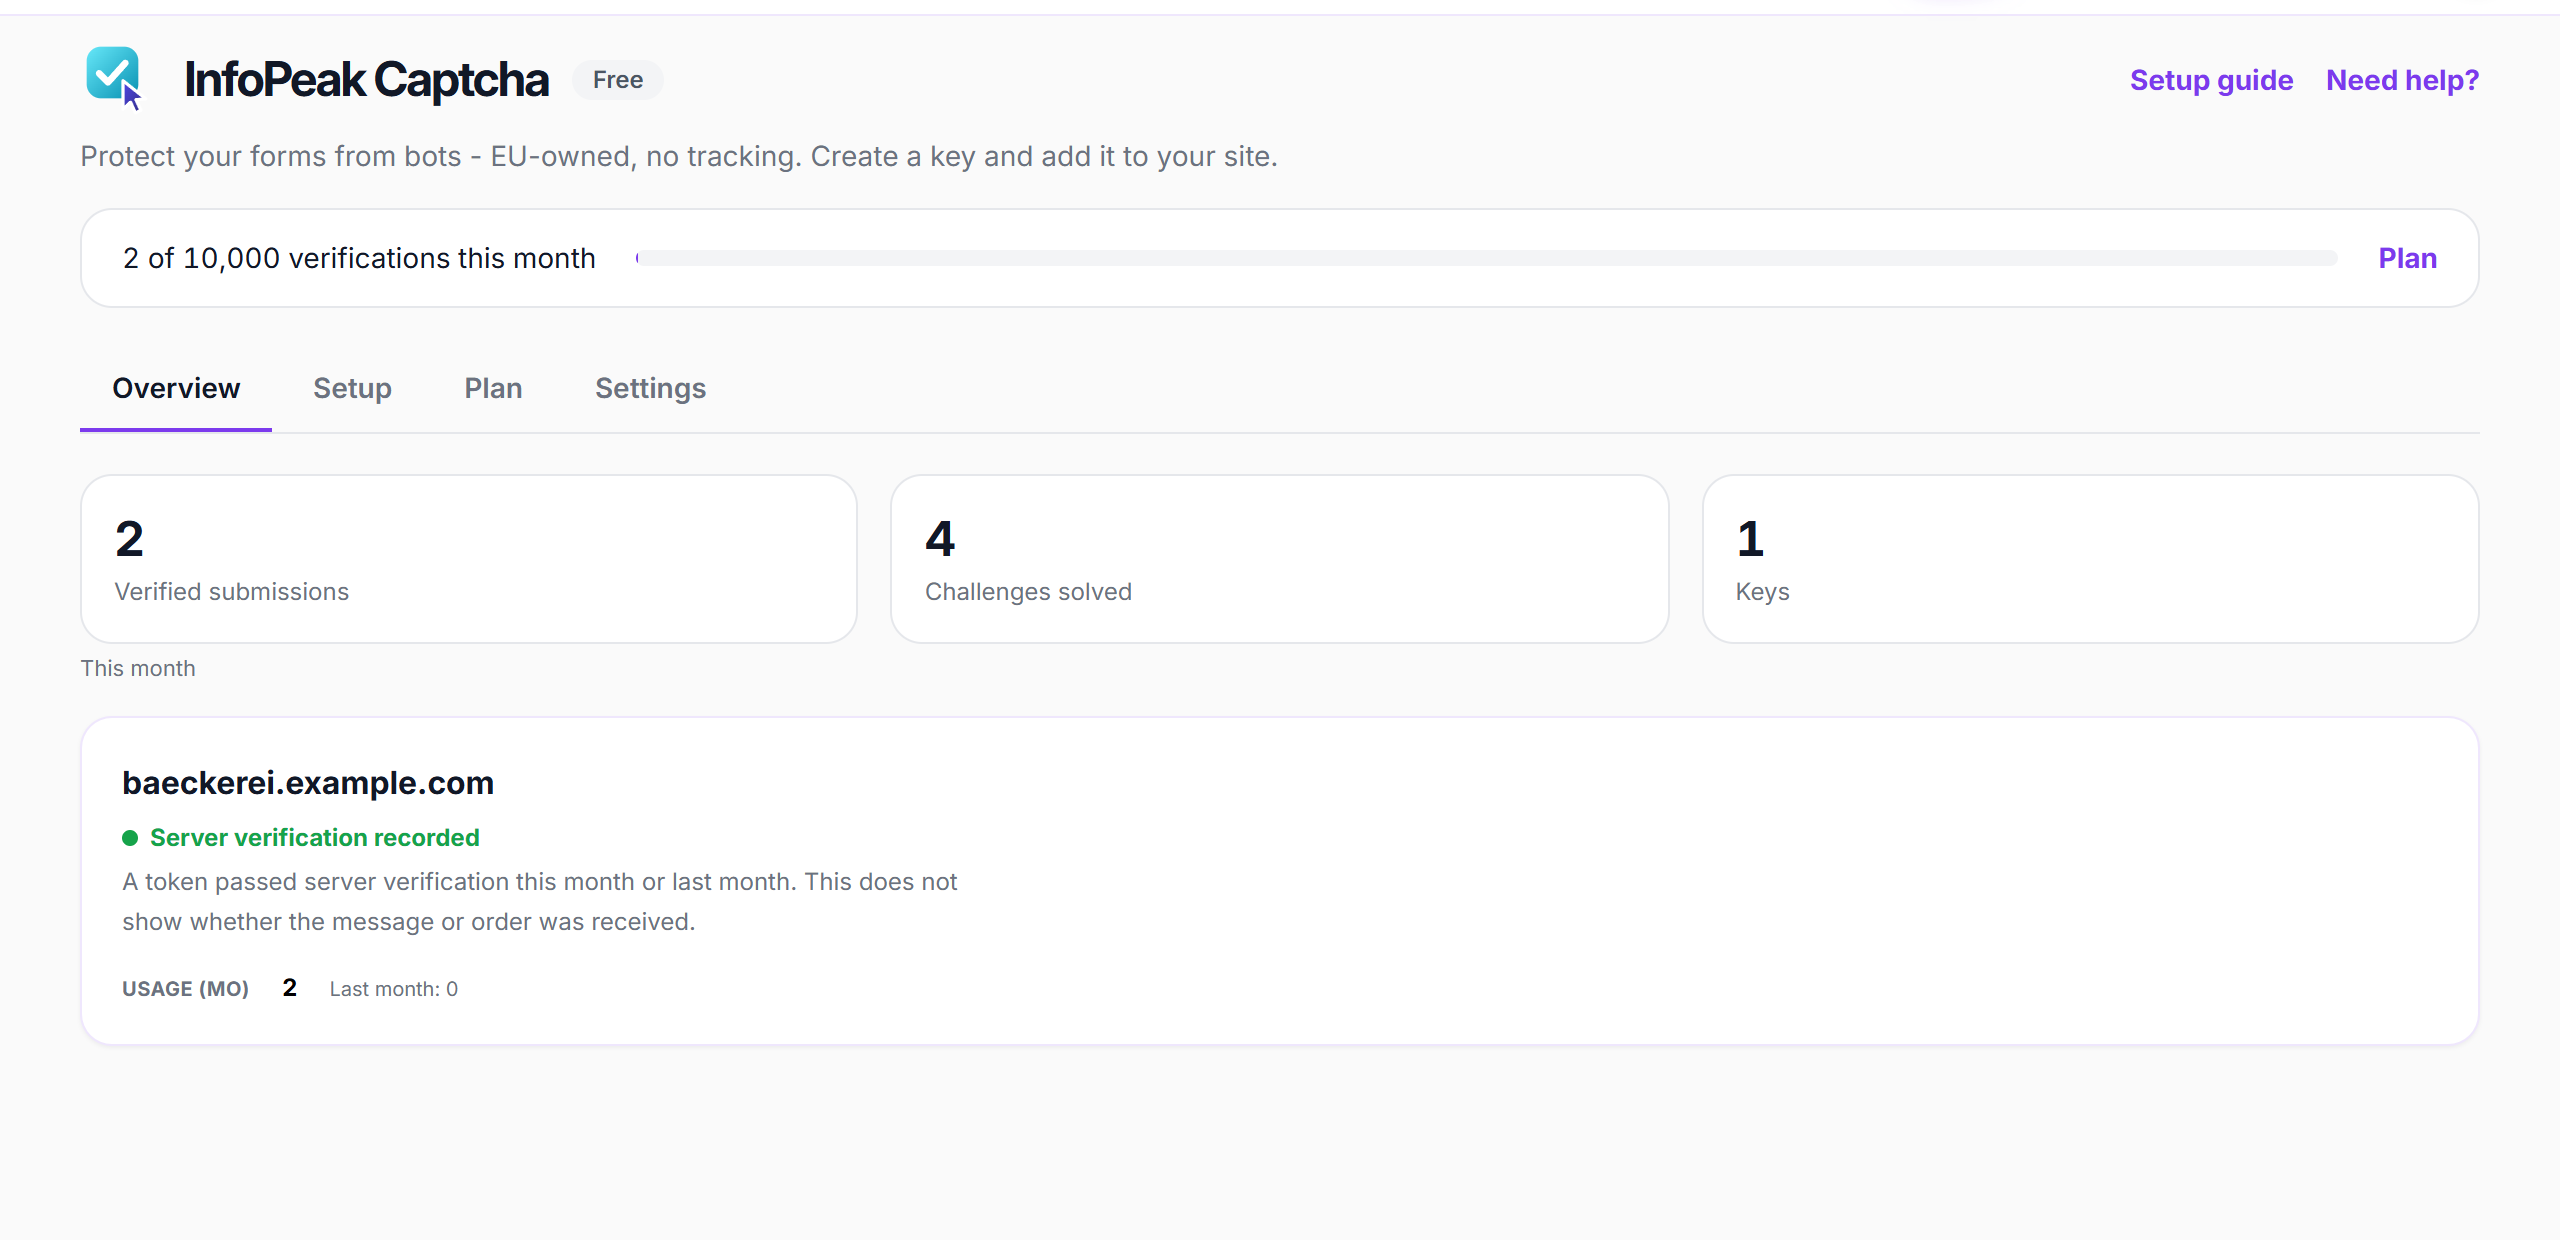 InfoPeak Captcha
Free
Setup guide
Need help?
Protect your forms from bots - EU-owned, no tracking. Create a key and add it to your site.
2 of 10,000 verifications this month
Plan
Overview
Setup
Plan
Settings
2
Verified submissions
4
Challenges solved
1
Keys
This month
baeckerei.example.com
Server verification recorded
A token passed server verification this month or last month. This does not
show whether the message or order was received.
USAGE (MO)
2
Last month: 0